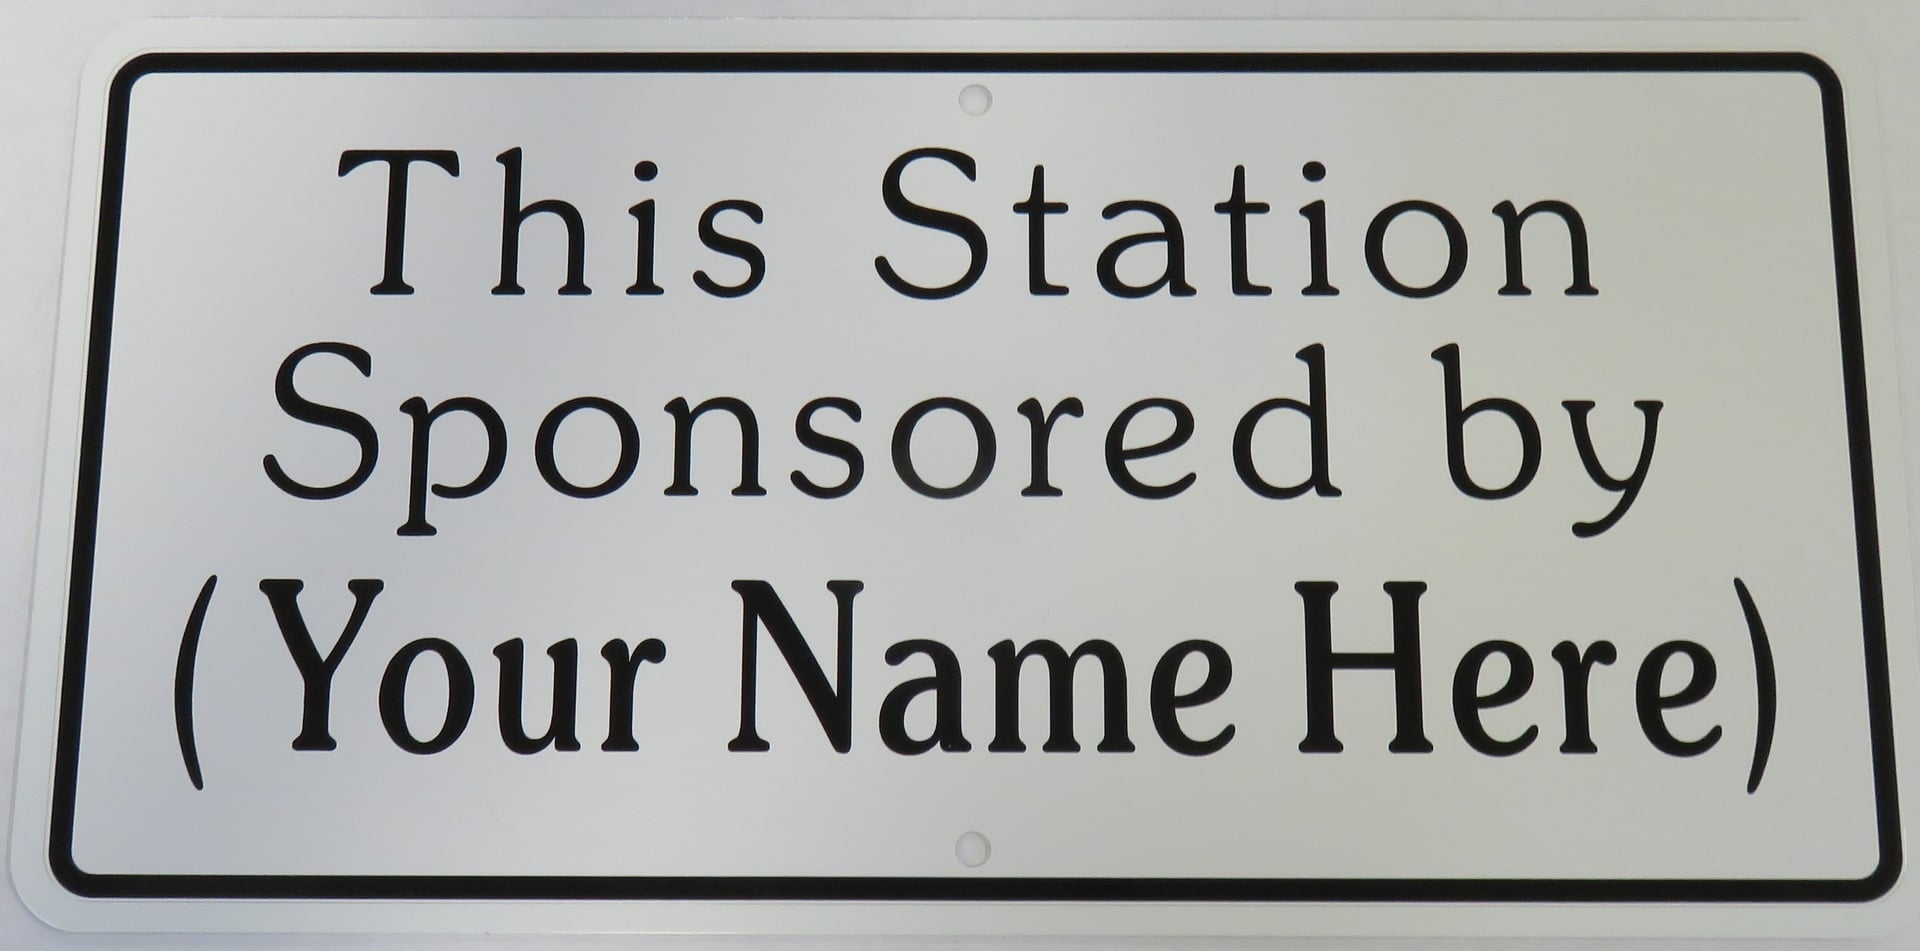 This Station
Sponsored by
(Your Name Here)